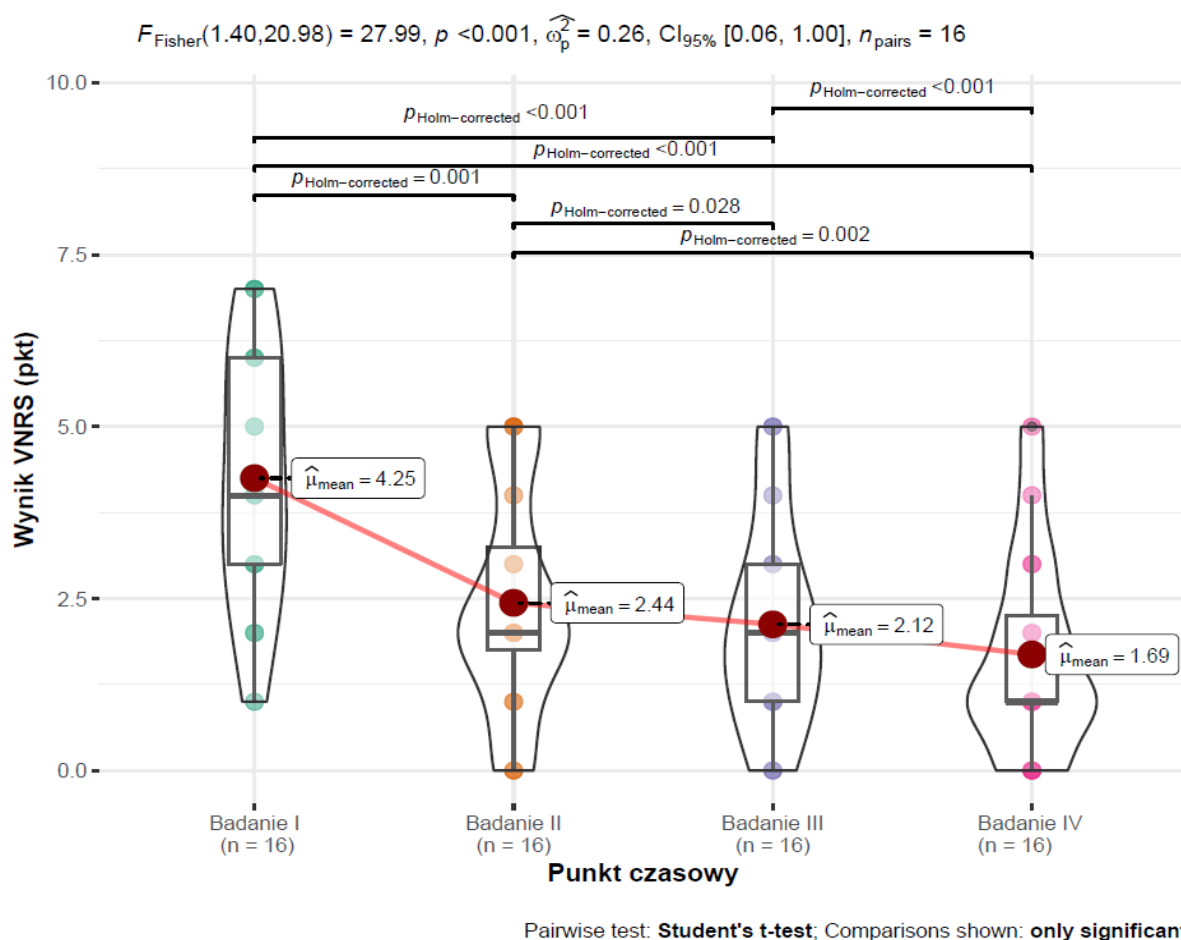 F_Fisher(1.40,20.98) = 27.99, p <0.001, ω̂²_p = 0.26, CI_95% [0.06, 1.00], n_pairs = 16
10.0
p_Holm−corrected <0.001
p_Holm−corrected <0.001
p_Holm−corrected <0.001
p_Holm−corrected = 0.001
p_Holm−corrected = 0.028
p_Holm−corrected = 0.002
7.5
5.0
2.5
0.0
Wynik VNRS (pkt)
μ̂_mean = 4.25
μ̂_mean = 2.44
μ̂_mean = 2.12
μ̂_mean = 1.69
Badanie I
(n = 16)
Badanie II
(n = 16)
Badanie III
(n = 16)
Badanie IV
(n = 16)
Punkt czasowy
Pairwise test: Student's t-test; Comparisons shown: only significant